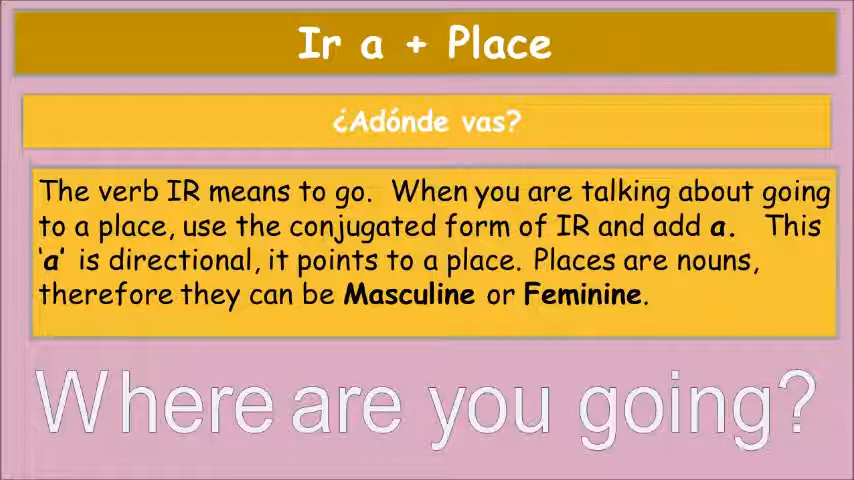 Ir a + Place
¿Adónde vas?
The verb IR means to go. When you are talking about going
to a place, use the conjugated form of IR and add a. This
'a' is directional, it points to a place. Places are nouns,
therefore they can be Masculine or Feminine.
Where are you going?